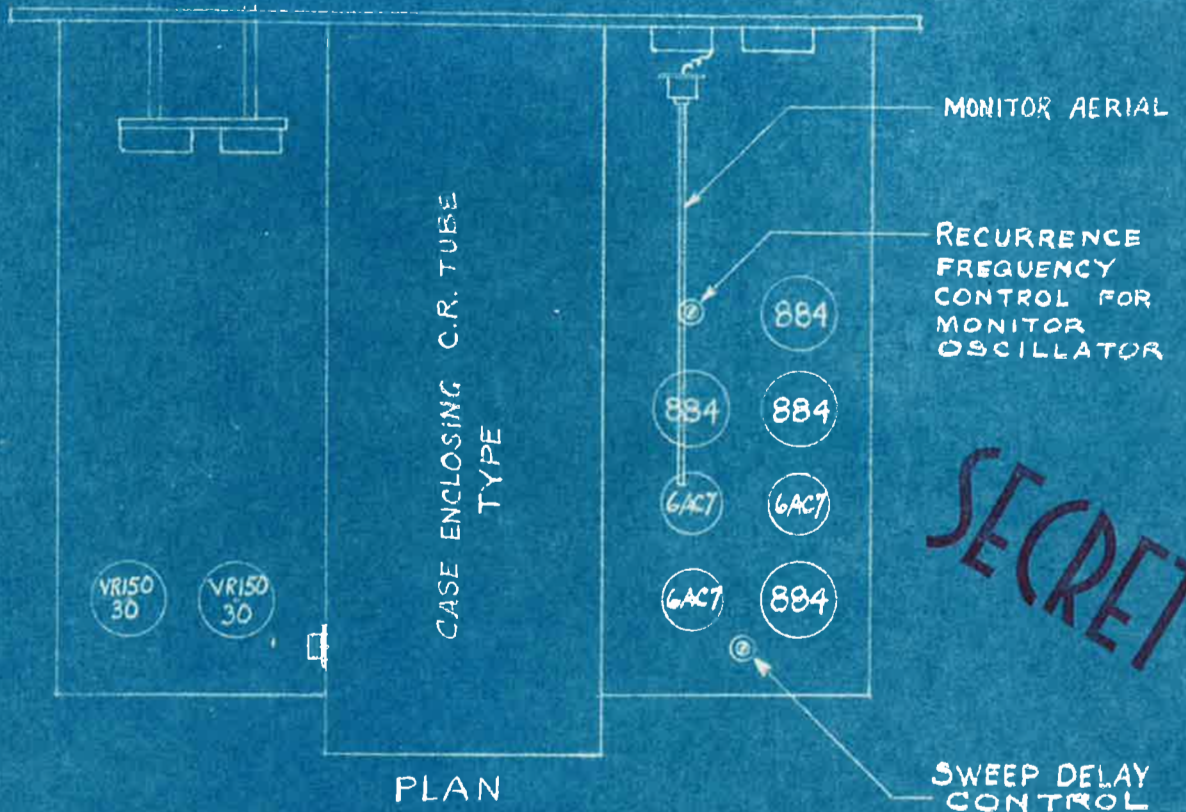 MONITOR AERIAL
RECURRENCE
FREQUENCY
CONTROL FOR
MONITOR
OSCILLATOR
CASE ENCLOSING C.R. TUBE
TYPE
884
884
884
6AC7
6AC7
VR150
30
VR150
30
6AC7
884
SECRET
SWEEP DELAY
CONTROL
PLAN